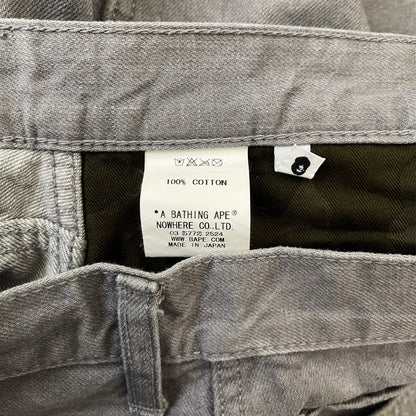 100% COTTON
*A BATHING APE®
NOWHERE CO.,LTD.
03 (5772) 2524
WWW.BAPE.COM
MADE IN JAPAN